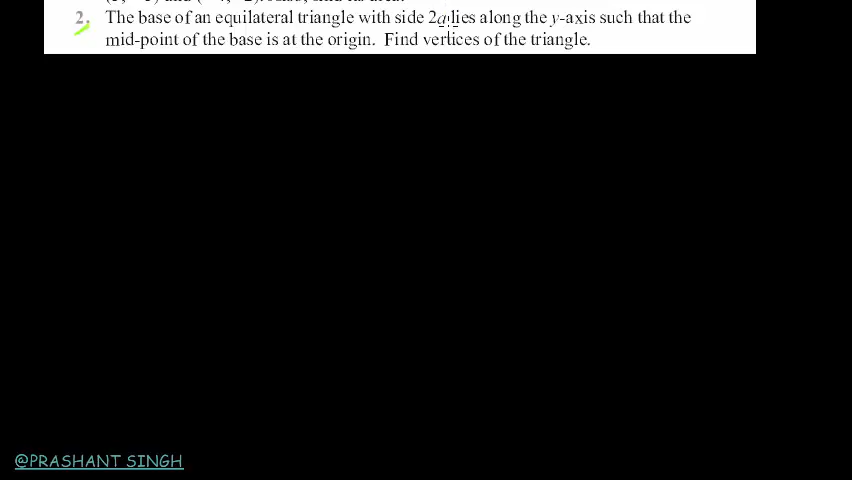 2. The base of an equilateral triangle with side 2a lies along the y-axis such that the
mid-point of the base is at the origin. Find vertices of the triangle.
@PRASHANT SINGH